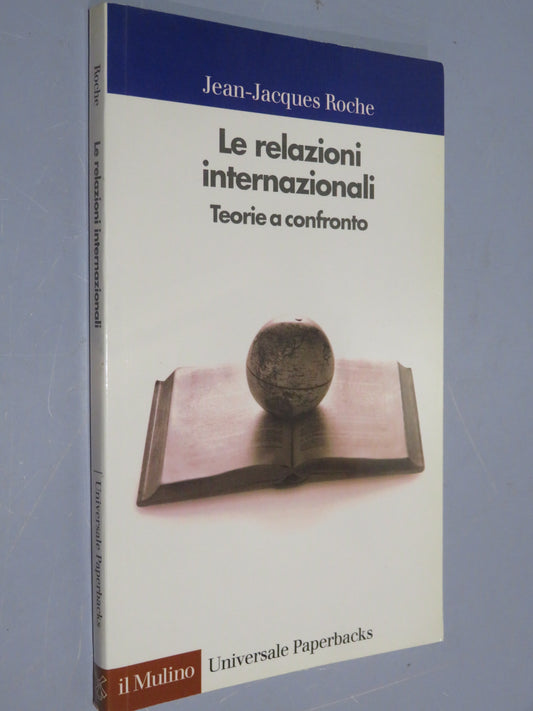 Jean-Jacques Roche
Le relazioni
internazionali
Teorie a confronto
il Mulino
Universale Paperbacks
Roche
Le relazioni internazionali
| Universale Paperbacks